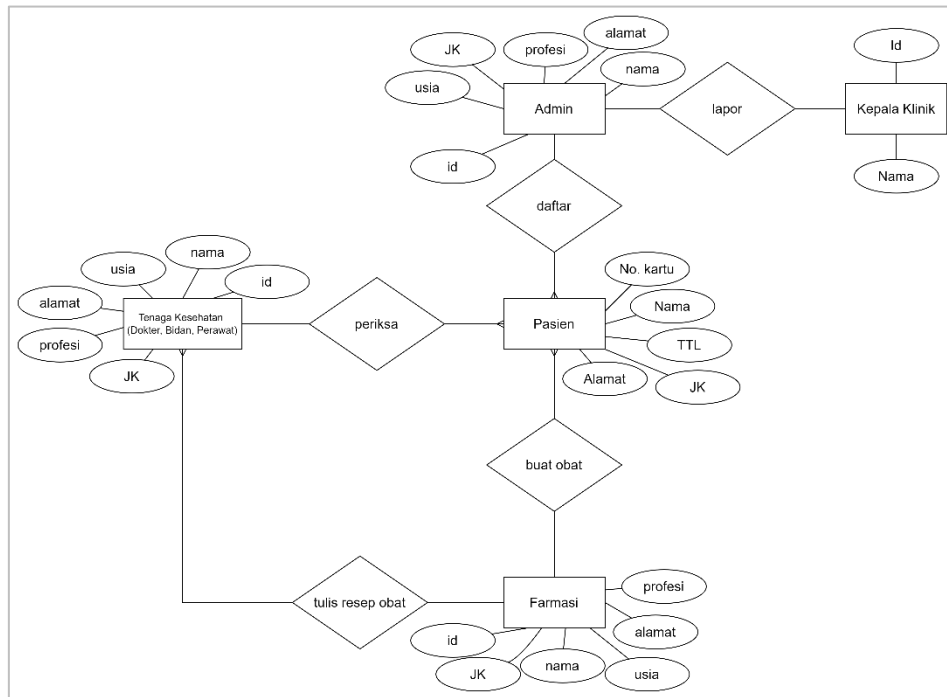 alamat
Id
JK
profesi
nama
usia
Admin
lapor
Kepala Klinik
id
Nama
daftar
nama
usia
id
No. kartu
alamat
Tenaga Kesehatan
(Dokter, Bidan, Perawat)
periksa
Pasien
Nama
profesi
TTL
JK
Alamat
JK
buat obat
tulis resep obat
Farmasi
profesi
id
alamat
JK
nama
usia